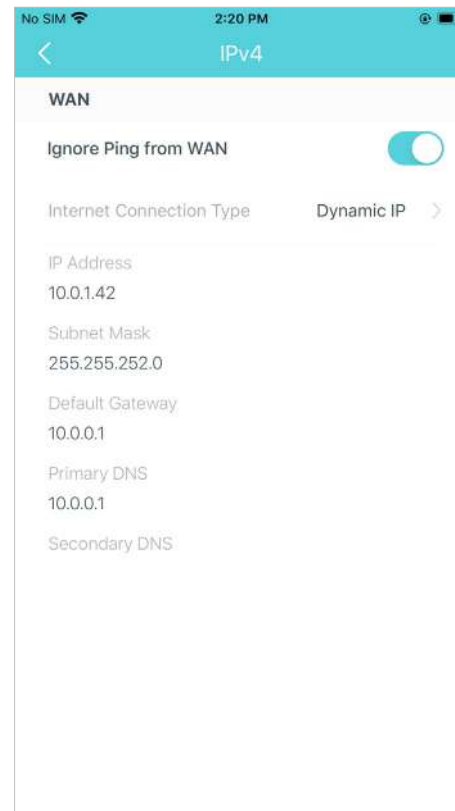 No SIM 2:20 PM
IPv4
WAN
Ignore Ping from WAN
Internet Connection Type Dynamic IP
IP Address
10.0.1.42
Subnet Mask
255.255.252.0
Default Gateway
10.0.0.1
Primary DNS
10.0.0.1
Secondary DNS